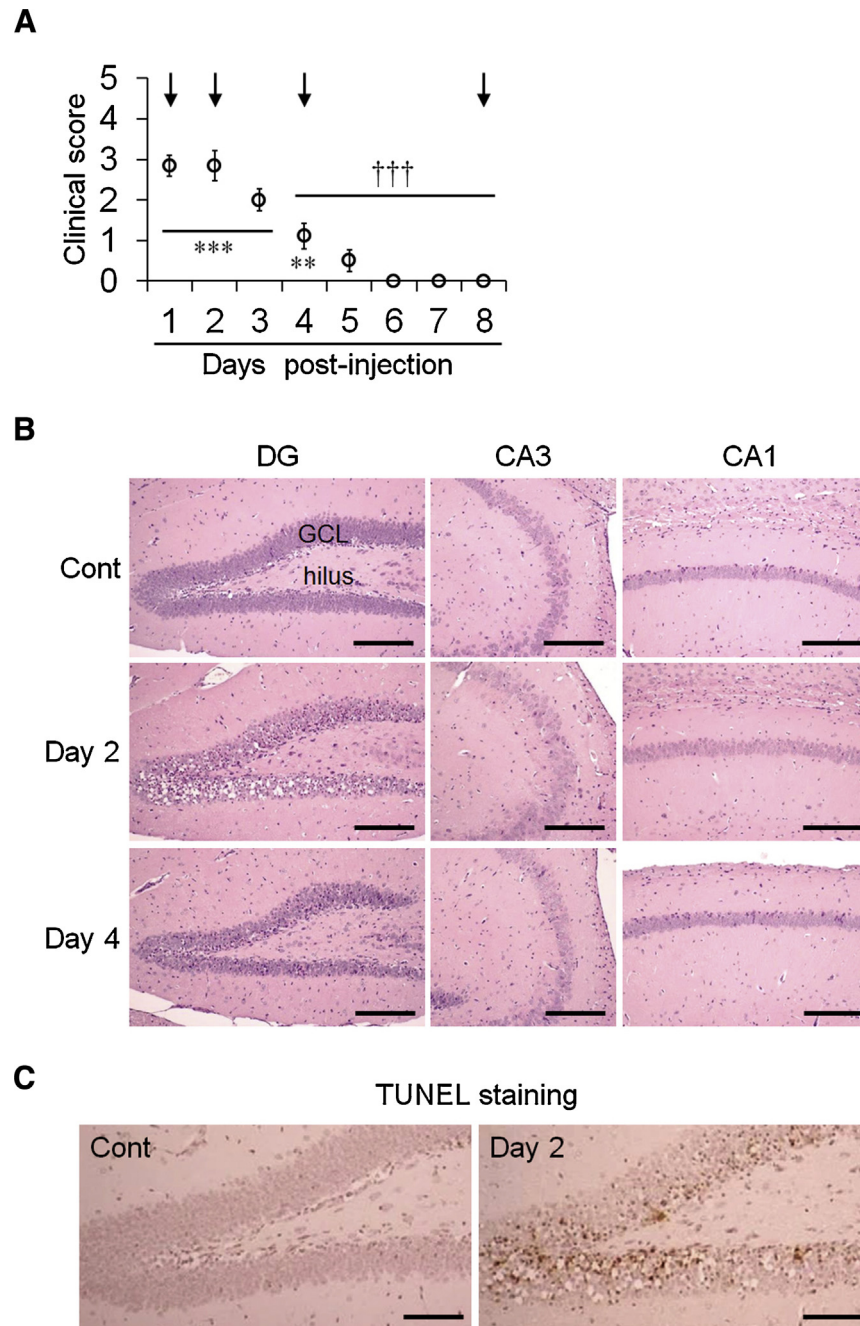 A
Clinical score
5
4
3
2
1
0
†††
***
**
1 2 3 4 5 6 7 8
Days post-injection
B
DG CA3 CA1
Cont
GCL
hilus
Day 2
Day 4
C
TUNEL staining
Cont Day 2